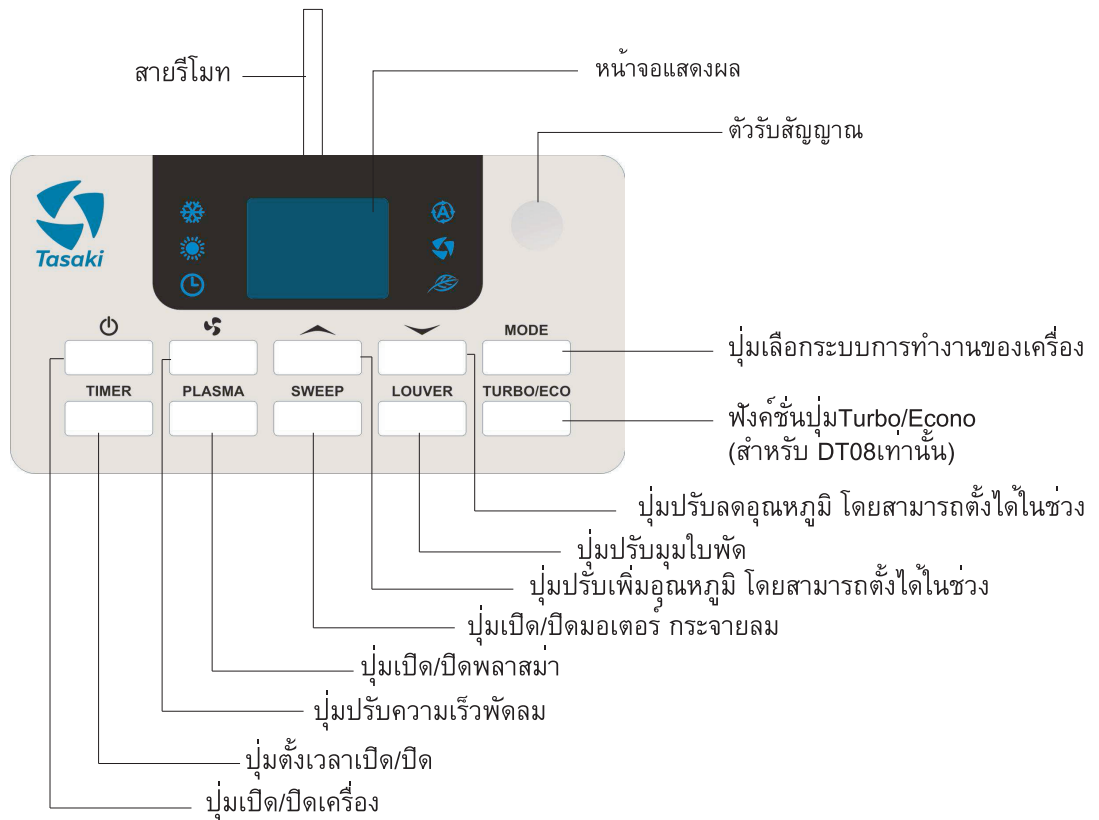 สายรีโมท
หน้าจอแสดงผล
ตัวรับสัญญาณ
Tasaki
A
MODE
TIMER
PLASMA
SWEEP
LOUVER
TURBO/ECO
ปุ่มเลือกระบบการทำงานของเครื่อง
ฟังค์ชั่นปุ่มTurbo/Econo
(สำหรับ DT08เท่านั้น)
ปุ่มปรับลดอุณหภูมิ โดยสามารถตั้งได้ในช่วง
ปุ่มปรับมุมใบพัด
ปุ่มปรับเพิ่มอุณหภูมิ โดยสามารถตั้งได้ในช่วง
ปุ่มเปิด/ปิดมอเตอร์ กระจายลม
ปุ่มเปิด/ปิดพลาสม่า
ปุ่มปรับความเร็วพัดลม
ปุ่มตั้งเวลาเปิด/ปิด
ปุ่มเปิด/ปิดเครื่อง